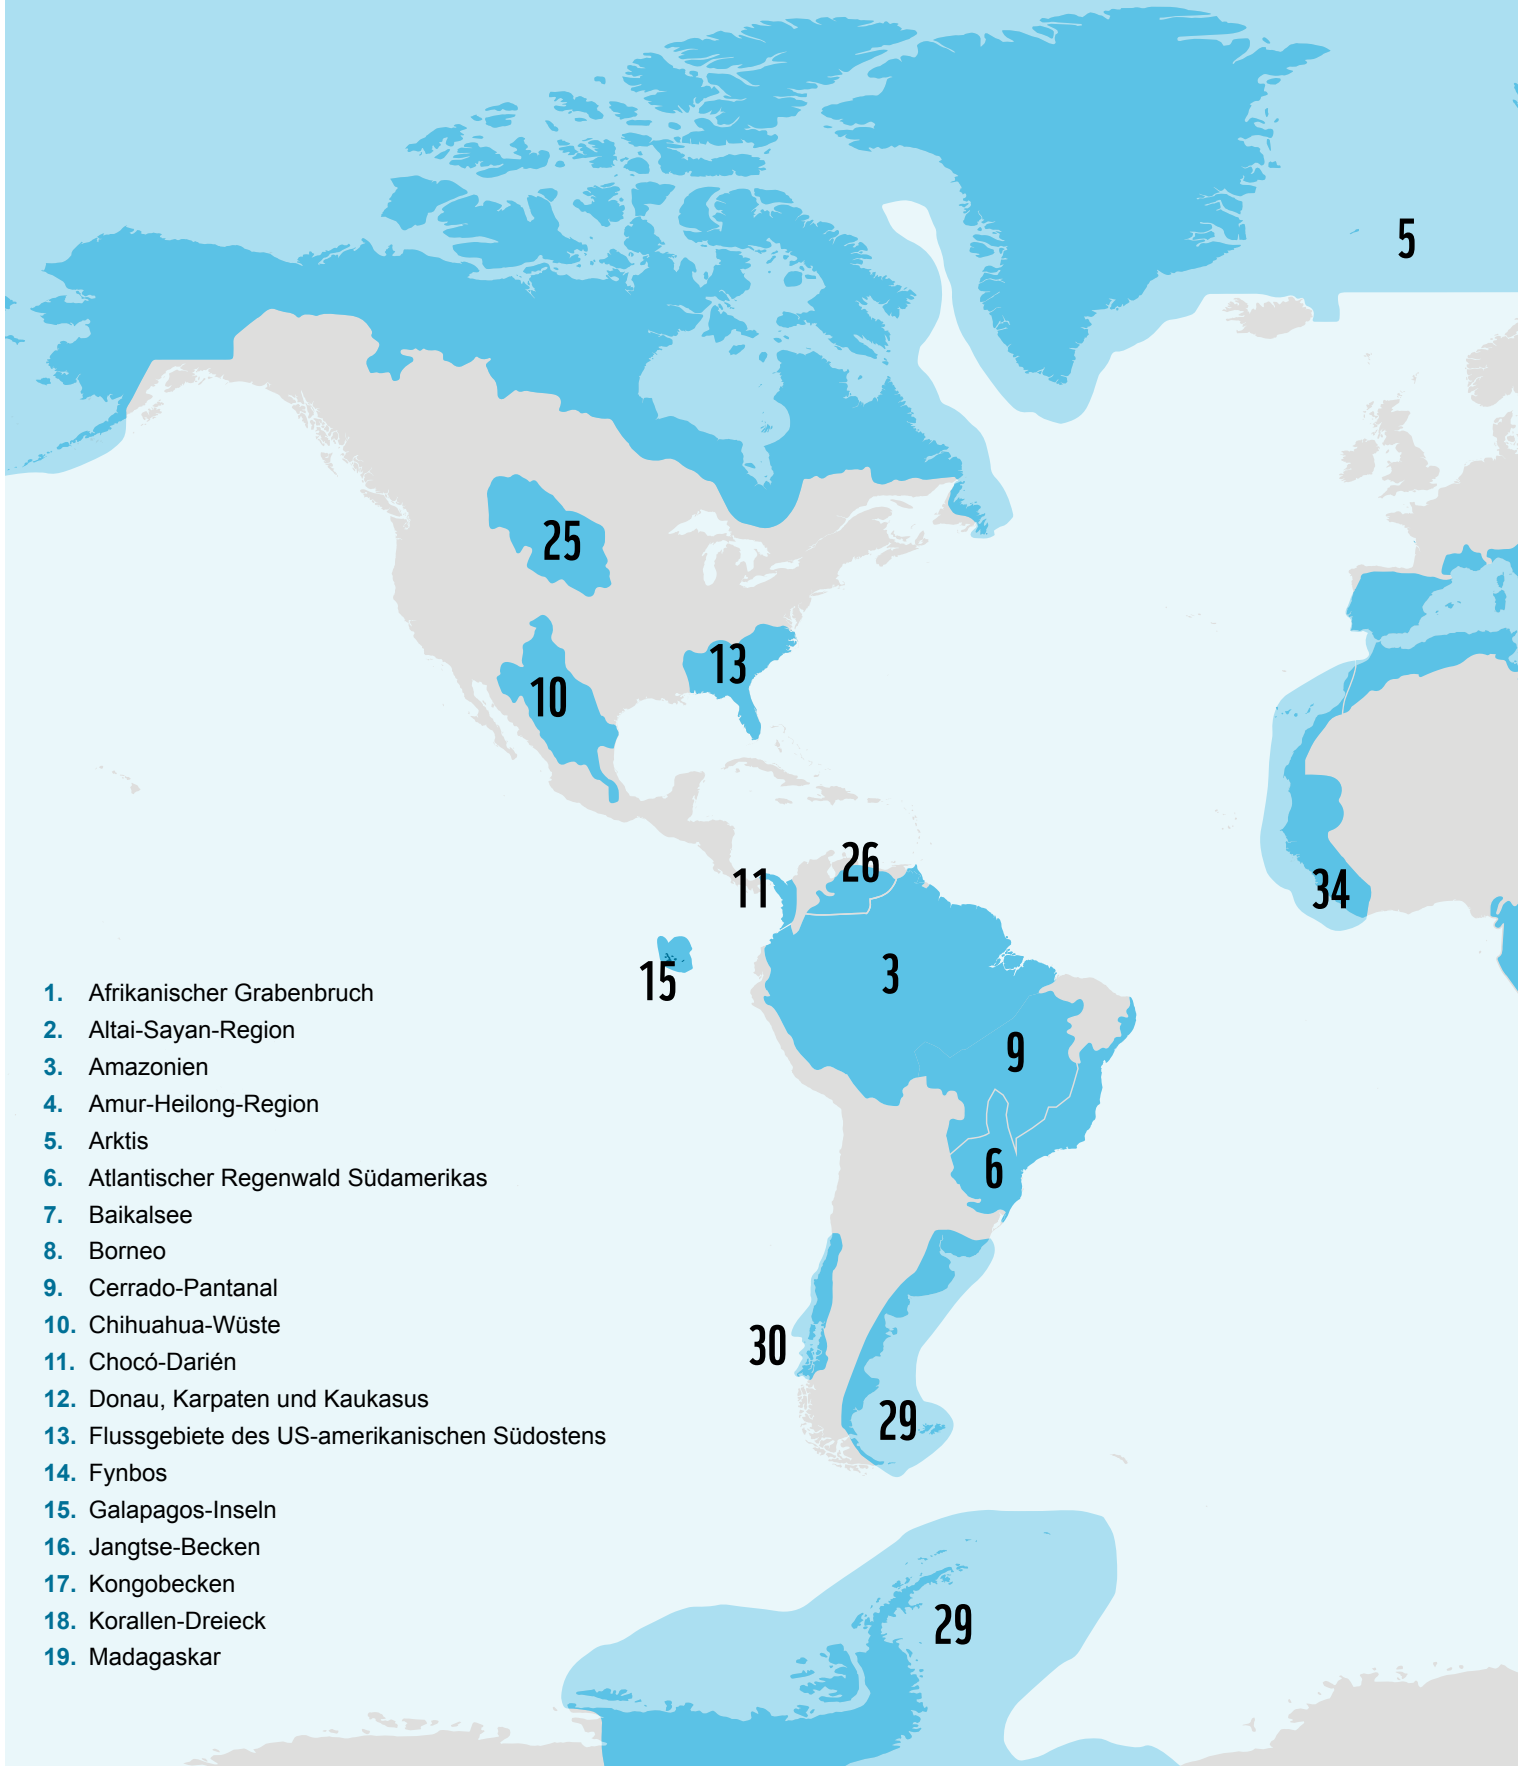 5
25
13
10
26
11
34
15
3
9
6
30
29
29
1. Afrikanischer Grabenbruch
2. Altai-Sayan-Region
3. Amazonien
4. Amur-Heilong-Region
5. Arktis
6. Atlantischer Regenwald Südamerikas
7. Baikalsee
8. Borneo
9. Cerrado-Pantanal
10. Chihuahua-Wüste
11. Chocó-Darién
12. Donau, Karpaten und Kaukasus
13. Flussgebiete des US-amerikanischen Südostens
14. Fynbos
15. Galapagos-Inseln
16. Jangtse-Becken
17. Kongobecken
18. Korallen-Dreieck
19. Madagaskar